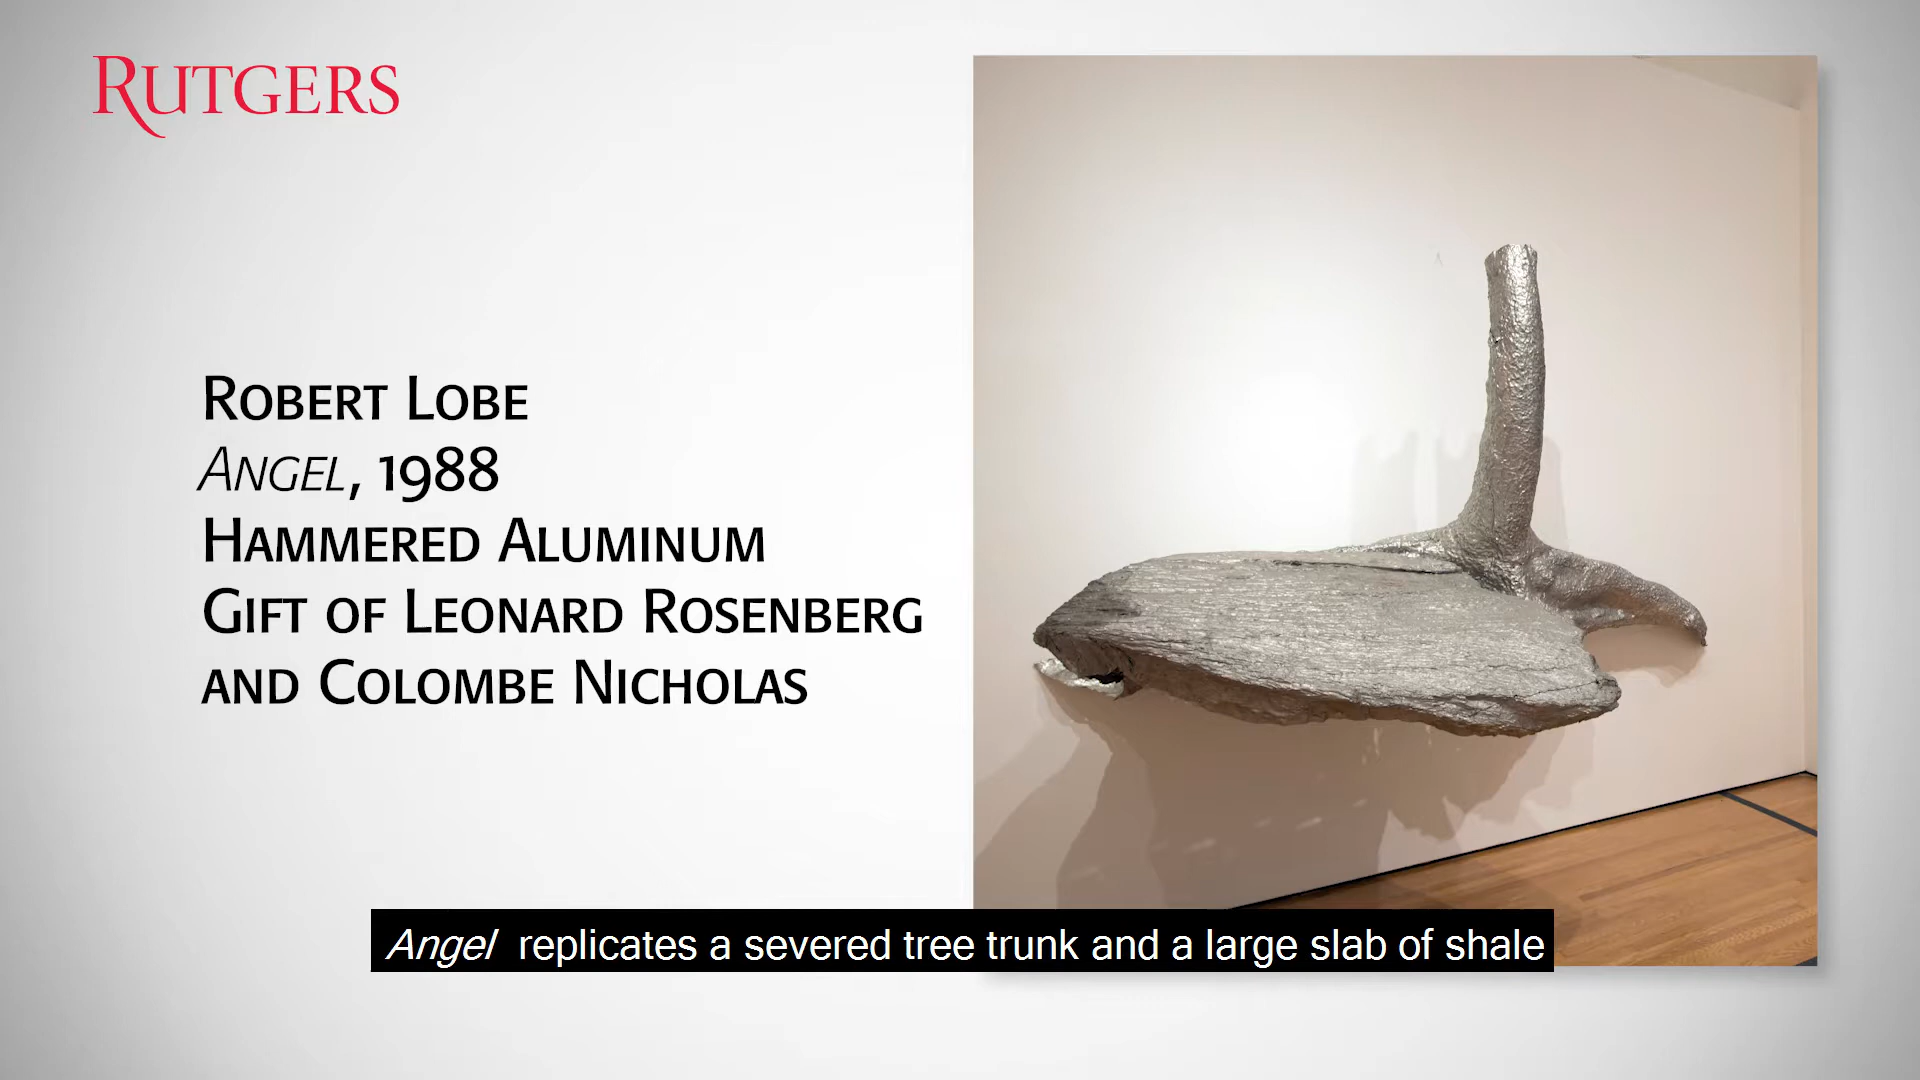 RUTGERS
ROBERT LOBE
ANGEL, 1988
HAMMERED ALUMINUM
GIFT OF LEONARD ROSENBERG
AND COLOMBE NICHOLAS
Angel replicates a severed tree trunk and a large slab of shale